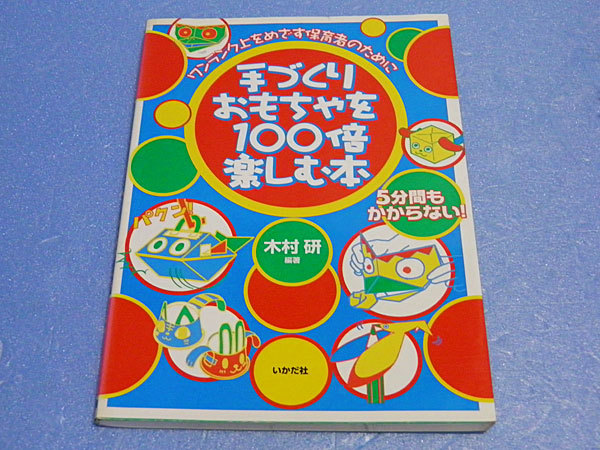 ワンランク上をめざす保育者のために
手づくり
おもちゃを
100倍
楽しむ本
5分間も
かからない!
パクン!
木村 研
編著
いかだ社